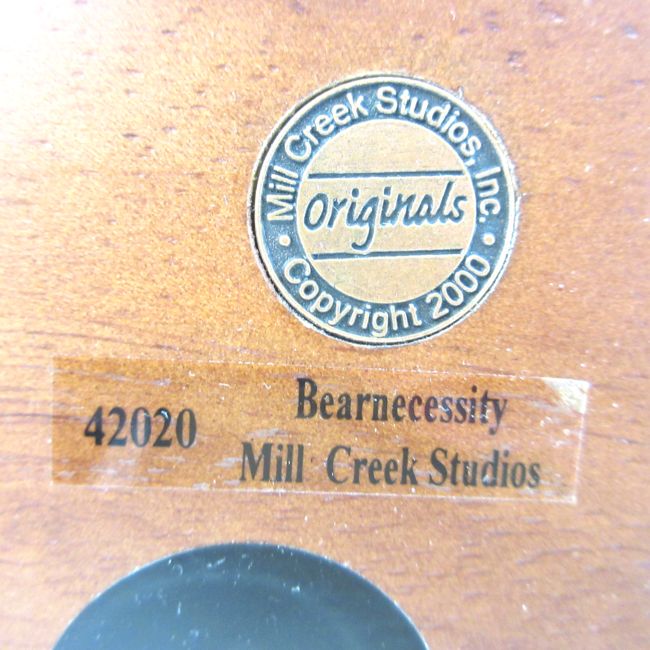 Mill Creek Studios, Inc.
Originals
Copyright 2000
42020
Bearnecessity
Mill Creek Studios